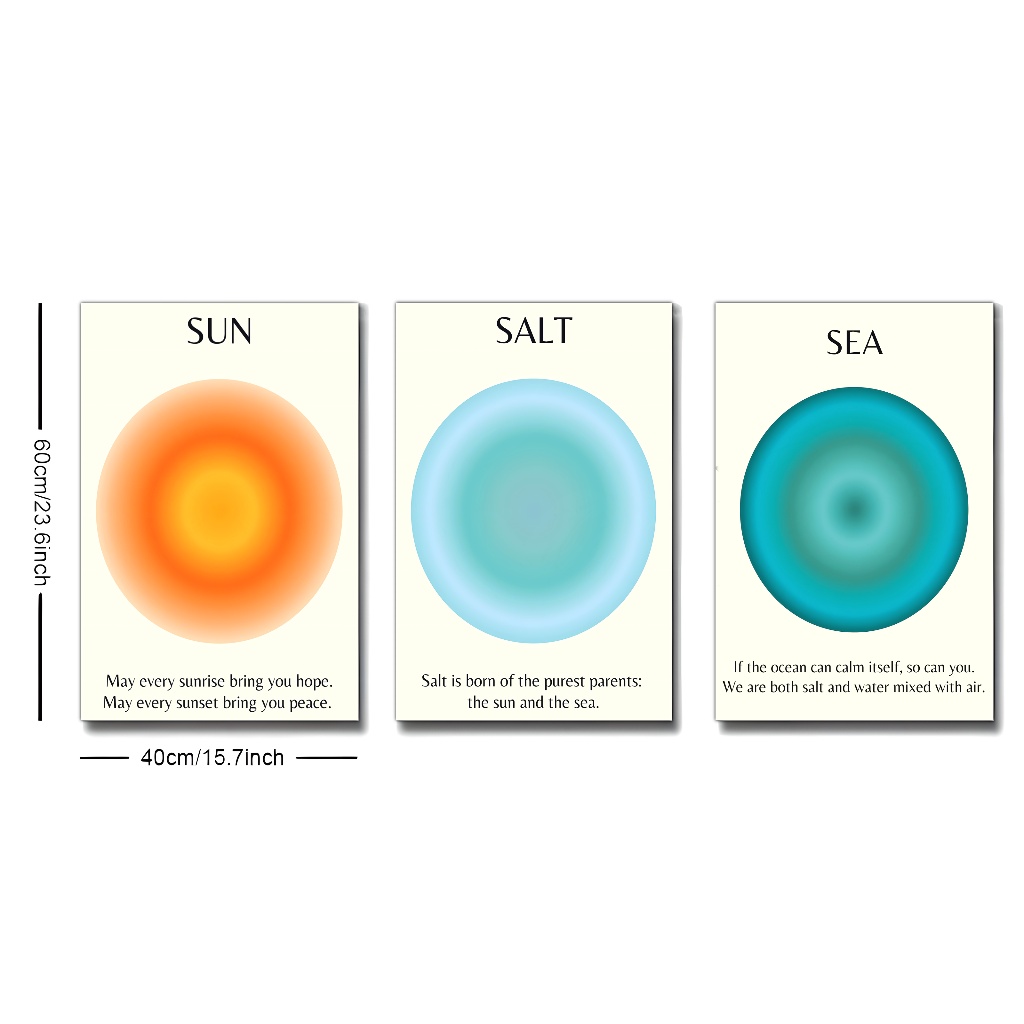 SUN
May every sunrise bring you hope.
May every sunset bring you peace.
SALT
Salt is born of the purest parents:
the sun and the sea.
SEA
If the ocean can calm itself, so can you.
We are both salt and water mixed with air.
60cm/23.6inch
40cm/15.7inch